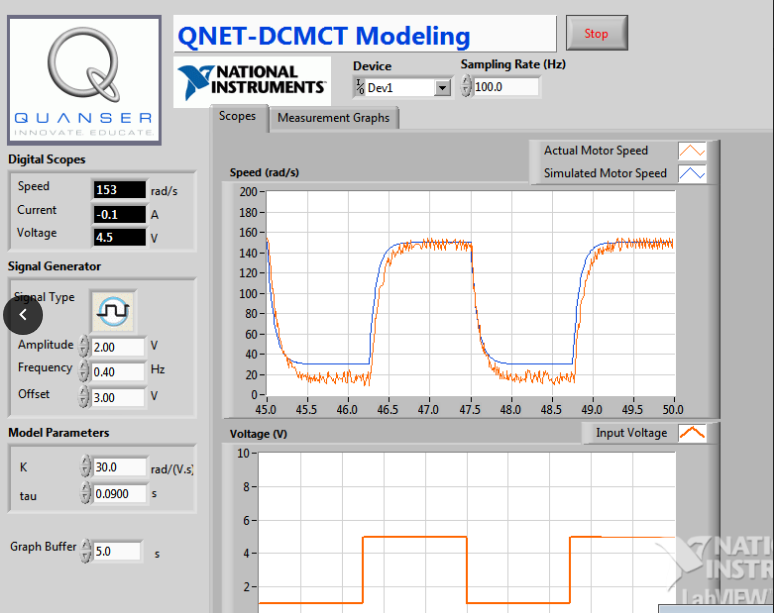 QNET-DCMCT Modeling
Stop
QUANSER
INNOVATE. EDUCATE.
NATIONAL
INSTRUMENTS
Device
Dev1
Sampling Rate (Hz)
100.0
Scopes
Measurement Graphs
Digital Scopes
Speed 153 rad/s
Current -0.1 A
Voltage 4.5 V
Signal Generator
Signal Type
Amplitude 2.00 V
Frequency 0.40 Hz
Offset 3.00 V
Model Parameters
K 30.0 rad/(V.s)
tau 0.0900 s
Graph Buffer 5.0 s
Actual Motor Speed
Simulated Motor Speed
Speed (rad/s)
200
180
160
140
120
100
80
60
40
20
0
45.0 45.5 46.0 46.5 47.0 47.5 48.0 48.5 49.0 49.5 50.0
Voltage (V)
Input Voltage
10
8
6
4
2
NATI
INSTR
LabVIEW